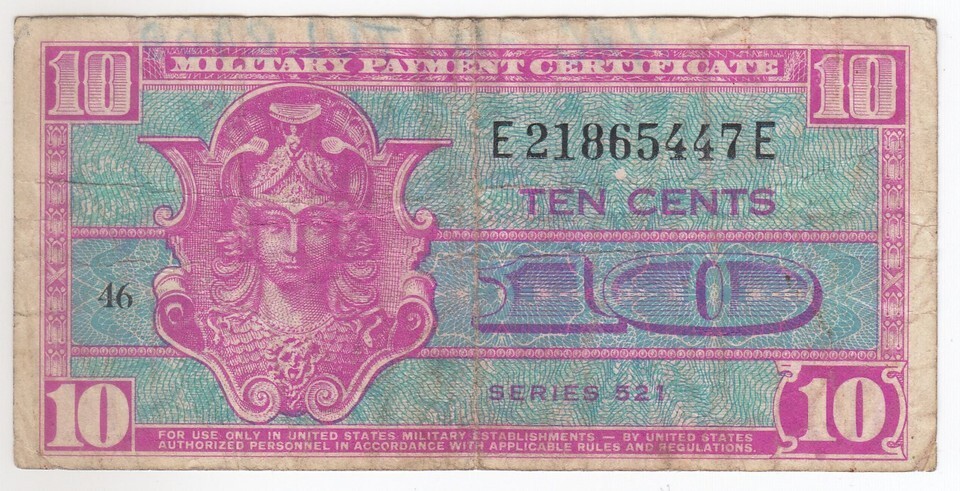 10 MILITARY PAYMENT CERTIFICATE 10
E21865447E
TEN CENTS
46 10
SERIES 521
10 10
FOR USE ONLY IN UNITED STATES MILITARY ESTABLISHMENTS — BY UNITED STATES
AUTHORIZED PERSONNEL IN ACCORDANCE WITH APPLICABLE RULES AND REGULATIONS.